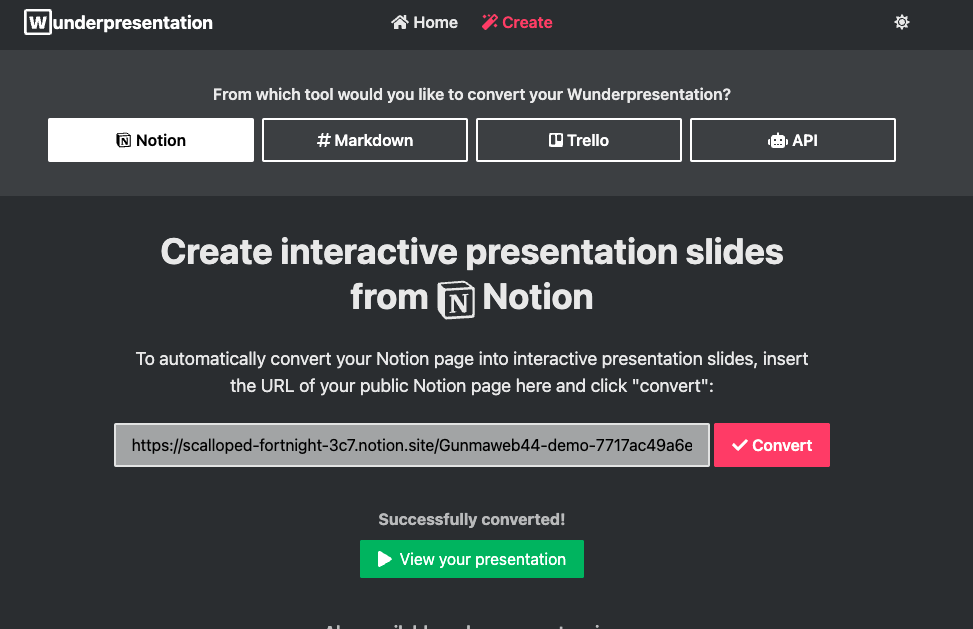 Wunderpresentation
Home
Create
From which tool would you like to convert your Wunderpresentation?
Notion
Markdown
Trello
API
Create interactive presentation slides
from Notion
To automatically convert your Notion page into interactive presentation slides, insert
the URL of your public Notion page here and click "convert":
https://scalloped-fortnight-3c7.notion.site/Gunmaweb44-demo-7717ac49a6e
Convert
Successfully converted!
View your presentation